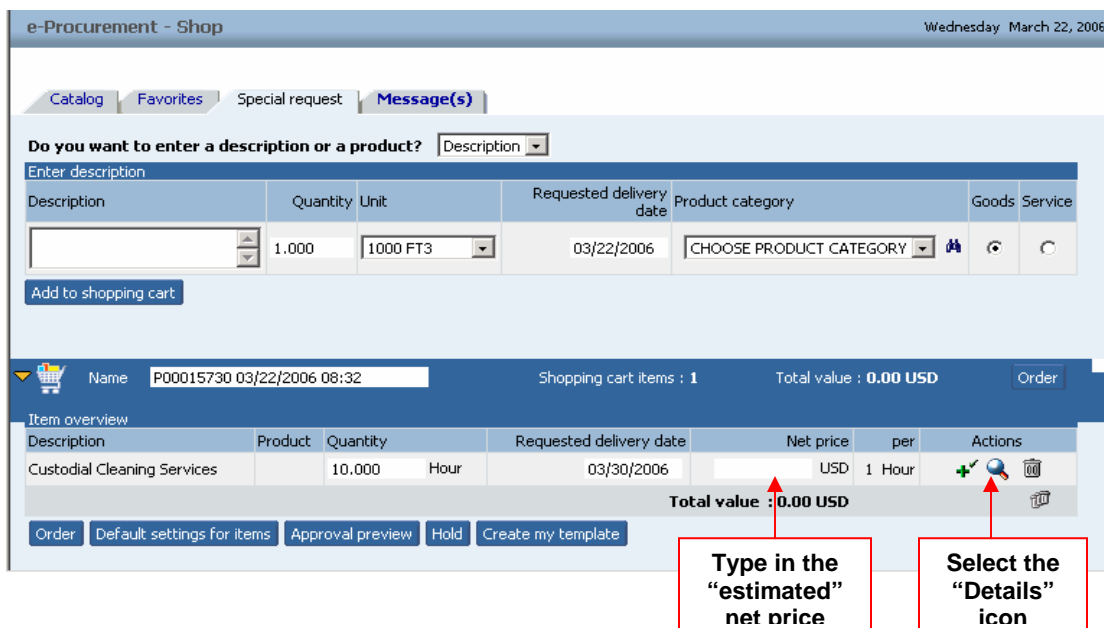 e-Procurement - Shop Wednesday March 22, 2006
Catalog Favorites Special request Message(s)
Do you want to enter a description or a product? Description
Enter description
Description Quantity Unit Requested delivery date Product category Goods Service
1.000 1000 FT3 03/22/2006 CHOOSE PRODUCT CATEGORY
Add to shopping cart
Name P00015730 03/22/2006 08:32 Shopping cart items : 1 Total value : 0.00 USD Order
Item overview
Description Product Quantity Requested delivery date Net price per Actions
Custodial Cleaning Services 10.000 Hour 03/30/2006 USD 1 Hour
Total value : 0.00 USD
Order Default settings for items Approval preview Hold Create my template
Type in the
“estimated”
net price
Select the
“Details”
icon